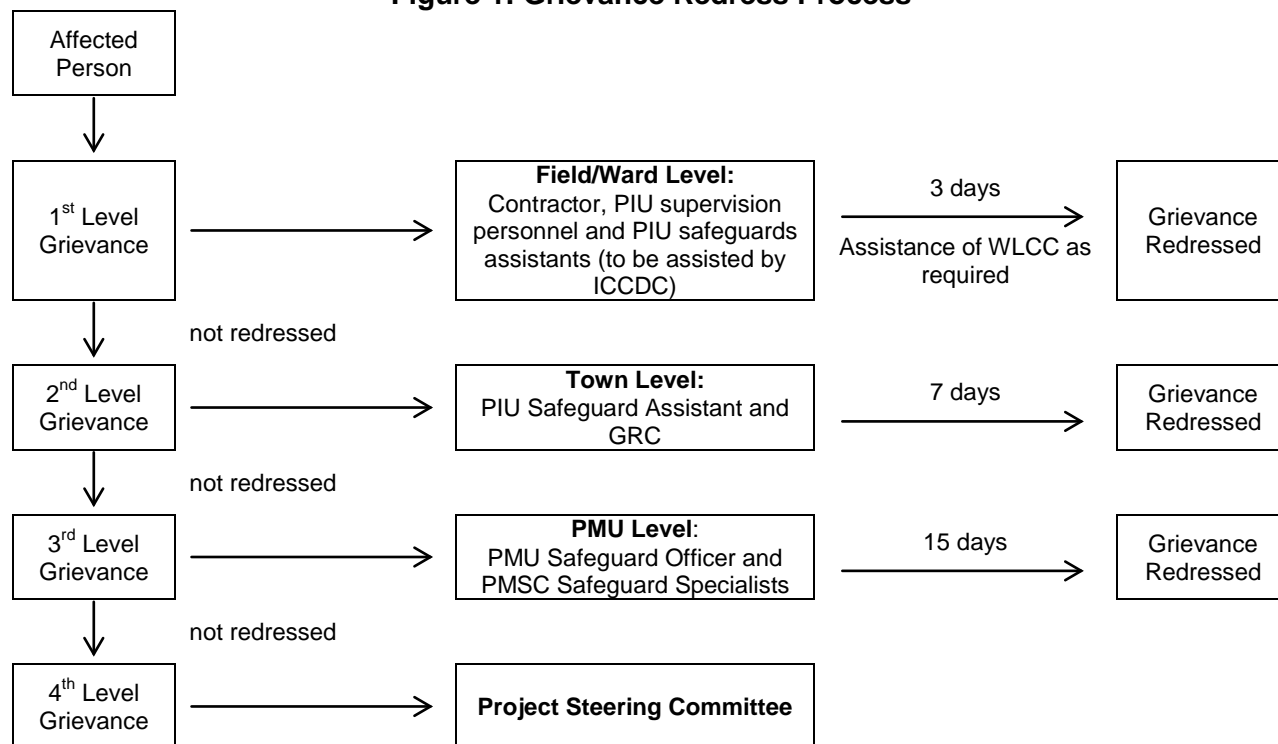 Figure 1: Grievance Redress Process
Affected
Person
1st Level
Grievance
Field/Ward Level:
Contractor, PIU supervision
personnel and PIU safeguards
assistants (to be assisted by
ICCDC)
3 days
Assistance of WLCC as
required
Grievance
Redressed
not redressed
2nd Level
Grievance
Town Level:
PIU Safeguard Assistant and
GRC
7 days
Grievance
Redressed
not redressed
3rd Level
Grievance
PMU Level:
PMU Safeguard Officer and
PMSC Safeguard Specialists
15 days
Grievance
Redressed
not redressed
4th Level
Grievance
Project Steering Committee